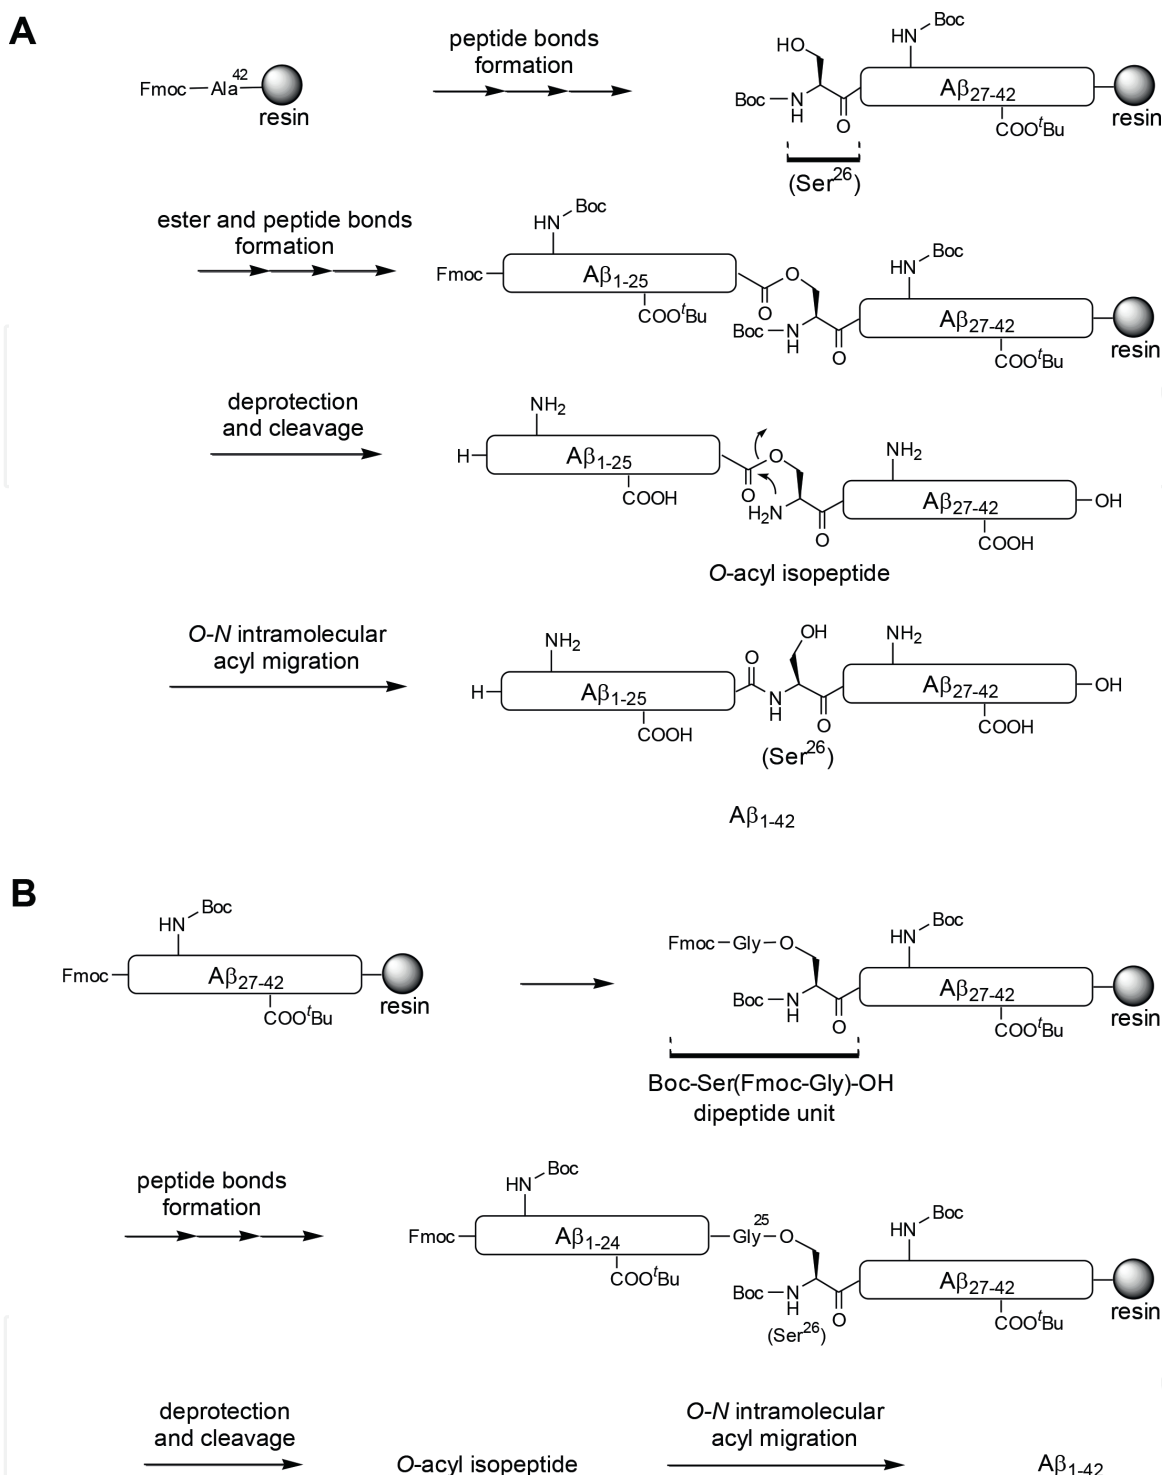 A
Fmoc—Ala⁴²
resin
peptide bonds
formation
HO
HN
Boc
Boc—N
H
O
Aβ27-42
COOᵗBu
resin
(Ser²⁶)
ester and peptide bonds
formation
HN
Boc
Fmoc
Aβ1-25
COOᵗBu
O
O
Boc—N
H
O
HN
Boc
Aβ27-42
COOᵗBu
resin
deprotection
and cleavage
NH2
H
Aβ1-25
COOH
O
O
H2N
O
NH2
Aβ27-42
OH
COOH
O-acyl isopeptide
O-N intramolecular
acyl migration
NH2
H
Aβ1-25
COOH
O
N
H
OH
O
NH2
Aβ27-42
OH
COOH
(Ser²⁶)
Aβ1-42
B
HN
Boc
Fmoc
Aβ27-42
COOᵗBu
resin
Fmoc—Gly—O
Boc—N
H
O
HN
Boc
Aβ27-42
COOᵗBu
resin
Boc-Ser(Fmoc-Gly)-OH
dipeptide unit
peptide bonds
formation
HN
Boc
Fmoc
Aβ1-24
COOᵗBu
Gly²⁵—O
Boc—N
H
O
(Ser²⁶)
HN
Boc
Aβ27-42
COOᵗBu
resin
deprotection
and cleavage
O-acyl isopeptide
O-N intramolecular
acyl migration
Aβ1-42